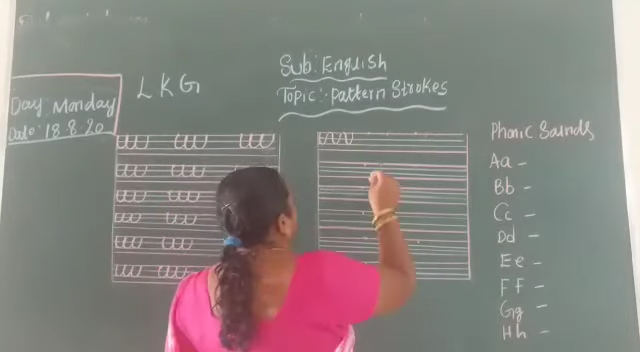 Day: Monday
Date: 18.8.20
LKG
Sub: English
Topic: Pattern Strokes
Phonic Sounds
Aa -
Bb -
Cc -
Dd -
Ee -
Ff -
Gg -
Hh -